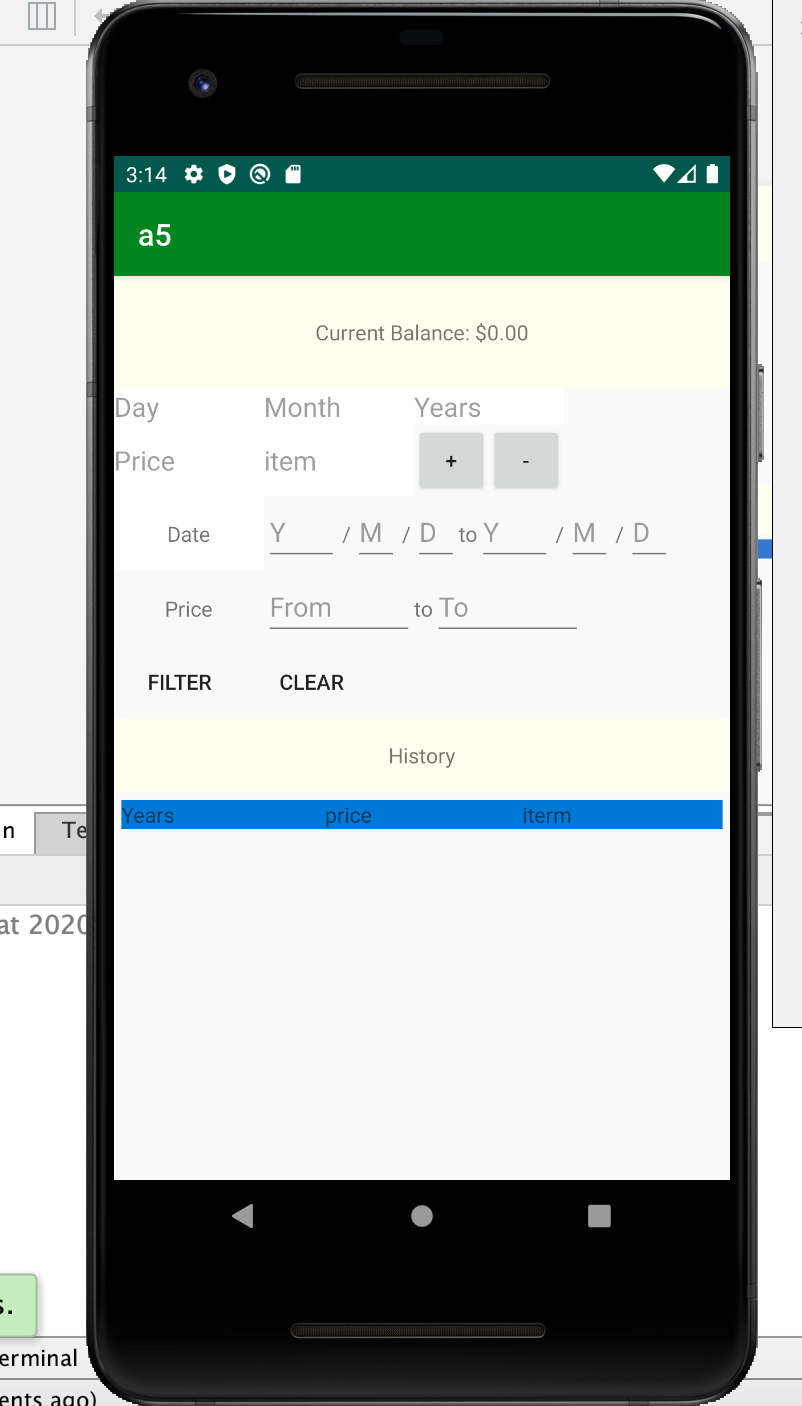 3:14
a5
Current Balance: $0.00
Day Month Years
Price item + -
Date Y / M / D to Y / M / D
Price From to To
FILTER CLEAR
History
Years price iterm
n Te
at 2020
s.
erminal
ents ago)